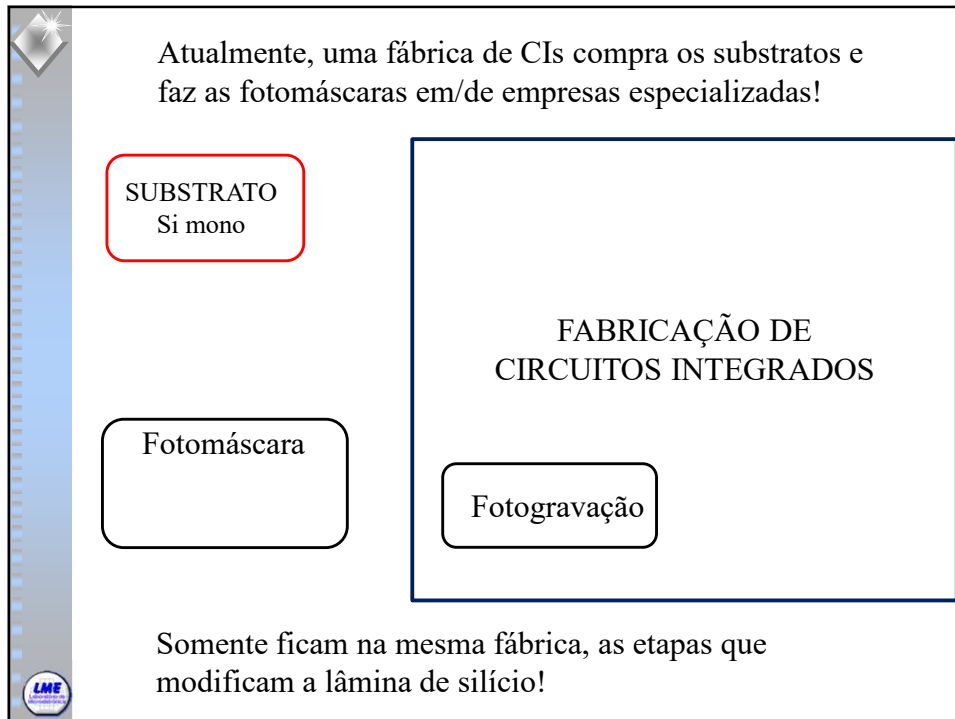 Atualmente, uma fábrica de CIs compra os substratos e
faz as fotomáscaras em/de empresas especializadas!
SUBSTRATO
Si mono
FABRICAÇÃO DE
CIRCUITOS INTEGRADOS
Fotomáscara
Fotogravação
Somente ficam na mesma fábrica, as etapas que
modificam a lâmina de silício!
LME